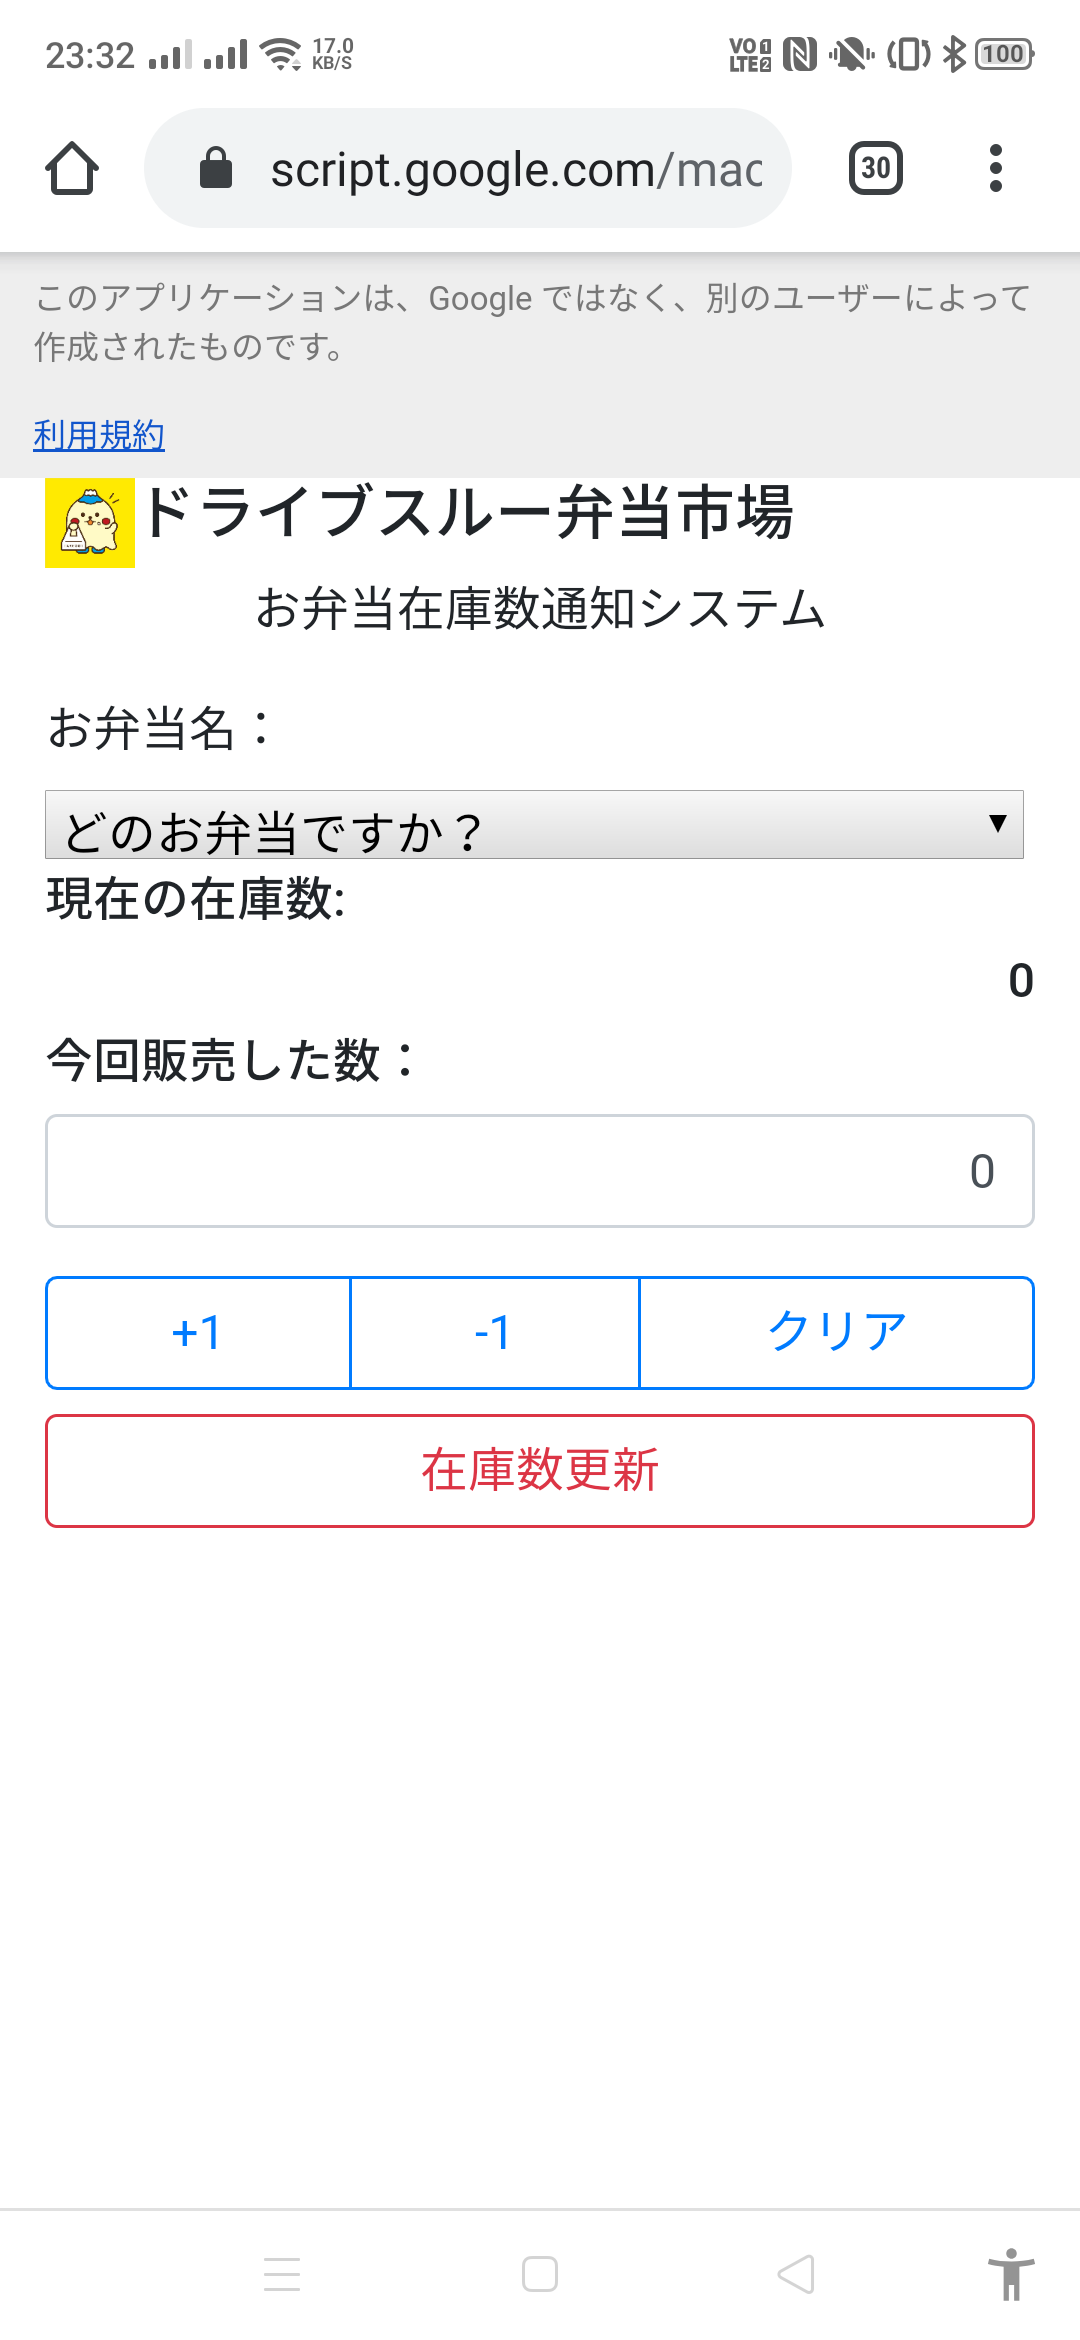 23:32
17.0
KB/S
VO 1
LTE 2
100
script.google.com/mac
30
このアプリケーションは、Google ではなく、別のユーザーによって
作成されたものです。
利用規約
ドライブスルー弁当市場
お弁当在庫数通知システム
お弁当名：
どのお弁当ですか？
現在の在庫数:
0
今回販売した数：
0
+1
-1
クリア
在庫数更新